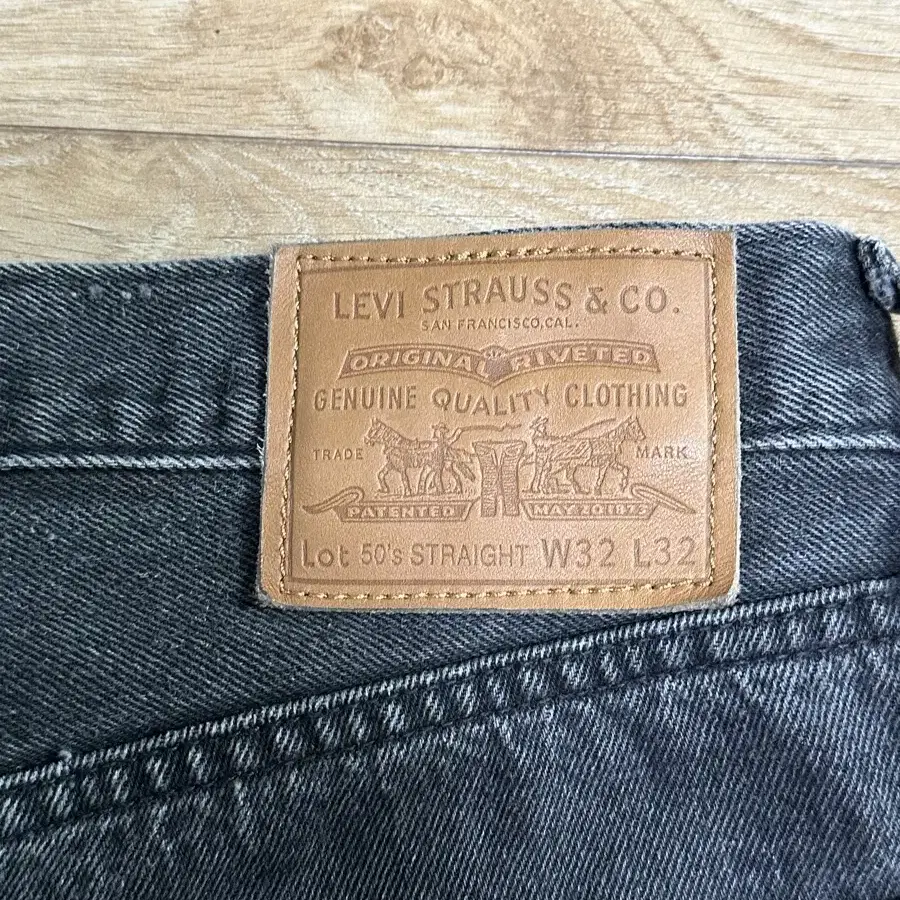 LEVI STRAUSS & CO.
SAN FRANCISCO, CAL.
ORIGINAL RIVETED
GENUINE QUALITY CLOTHING
TRADE MARK
PATENTED MAY 20 1873
Lot 50's STRAIGHT W32 L32